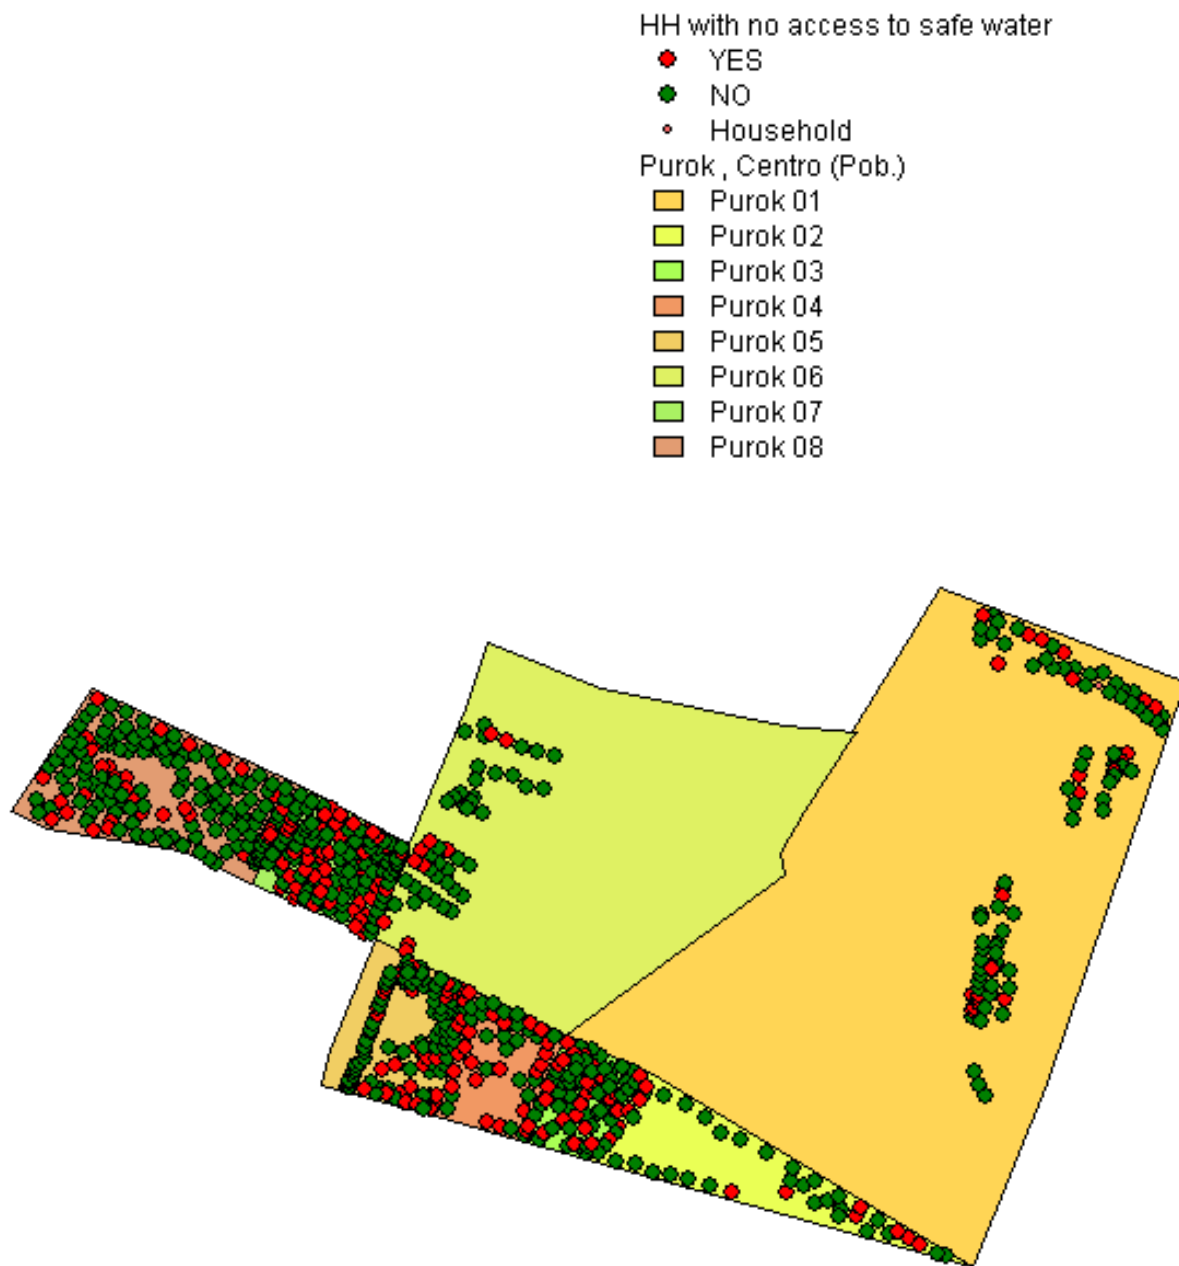 HH with no access to safe water
YES
NO
Household
Purok , Centro (Pob.)
Purok 01
Purok 02
Purok 03
Purok 04
Purok 05
Purok 06
Purok 07
Purok 08